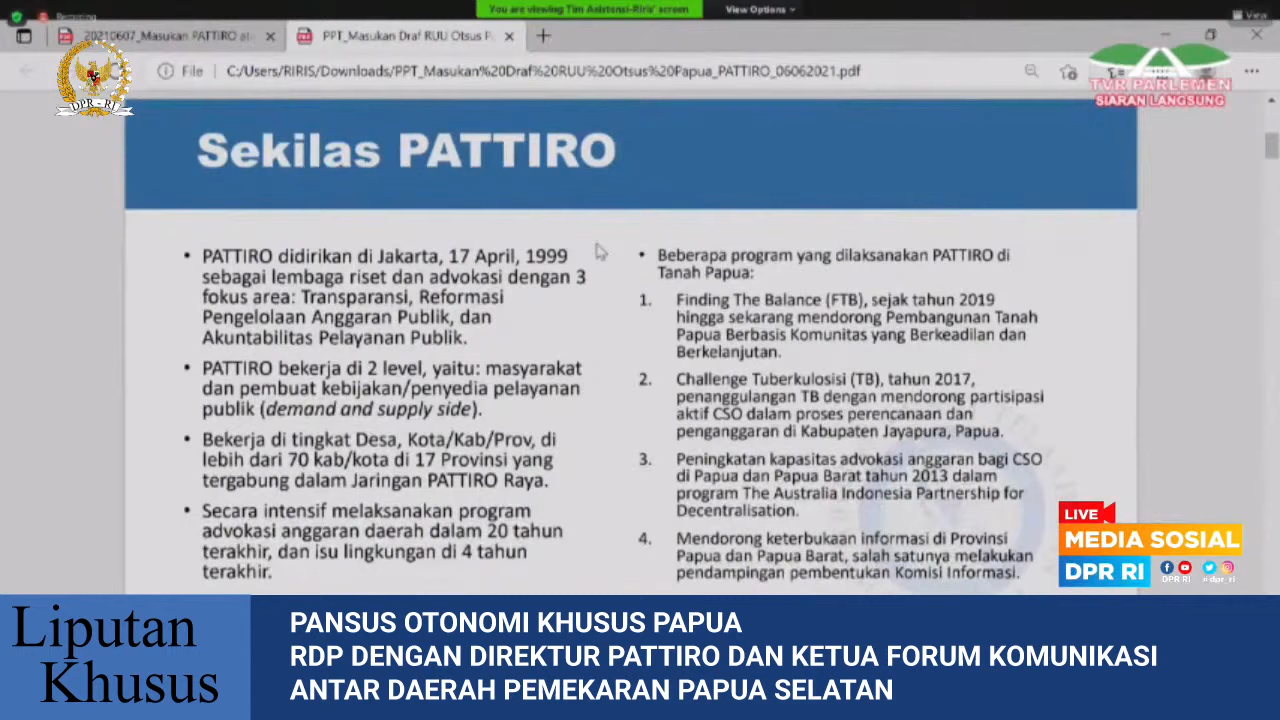 Recording
You are viewing Tim Asistensi-Riris' screen
View Options
View
20210607_Masukan PATTIRO at
PPT_Masukan Draf RUU Otsus P
File
C:/Users/RIRIS/Downloads/PPT_Masukan%20Draf%20RUU%20Otsus%20Papua_PATTIRO_06062021.pdf
DPR - RI
TVR PARLEMEN
SIARAN LANGSUNG
Sekilas PATTIRO
• PATTIRO didirikan di Jakarta, 17 April, 1999
sebagai lembaga riset dan advokasi dengan 3
fokus area: Transparansi, Reformasi
Pengelolaan Anggaran Publik, dan
Akuntabilitas Pelayanan Publik.
• PATTIRO bekerja di 2 level, yaitu: masyarakat
dan pembuat kebijakan/penyedia pelayanan
publik (demand and supply side).
• Bekerja di tingkat Desa, Kota/Kab/Prov, di
lebih dari 70 kab/kota di 17 Provinsi yang
tergabung dalam Jaringan PATTIRO Raya.
• Secara intensif melaksanakan program
advokasi anggaran daerah dalam 20 tahun
terakhir, dan isu lingkungan di 4 tahun
terakhir.
• Beberapa program yang dilaksanakan PATTIRO di
Tanah Papua:
1. Finding The Balance (FTB), sejak tahun 2019
hingga sekarang mendorong Pembangunan Tanah
Papua Berbasis Komunitas yang Berkeadilan dan
Berkelanjutan.
2. Challenge Tuberkulosisi (TB), tahun 2017,
penanggulangan TB dengan mendorong partisipasi
aktif CSO dalam proses perencanaan dan
penganggaran di Kabupaten Jayapura, Papua.
3. Peningkatan kapasitas advokasi anggaran bagi CSO
di Papua dan Papua Barat tahun 2013 dalam
program The Australia Indonesia Partnership for
Decentralisation.
4. Mendorong keterbukaan informasi di Provinsi
Papua dan Papua Barat, salah satunya melakukan
pendampingan pembentukan Komisi Informasi.
LIVE
MEDIA SOSIAL
DPR RI
DPR RI
@dpr_ri
Liputan
Khusus
PANSUS OTONOMI KHUSUS PAPUA
RDP DENGAN DIREKTUR PATTIRO DAN KETUA FORUM KOMUNIKASI
ANTAR DAERAH PEMEKARAN PAPUA SELATAN